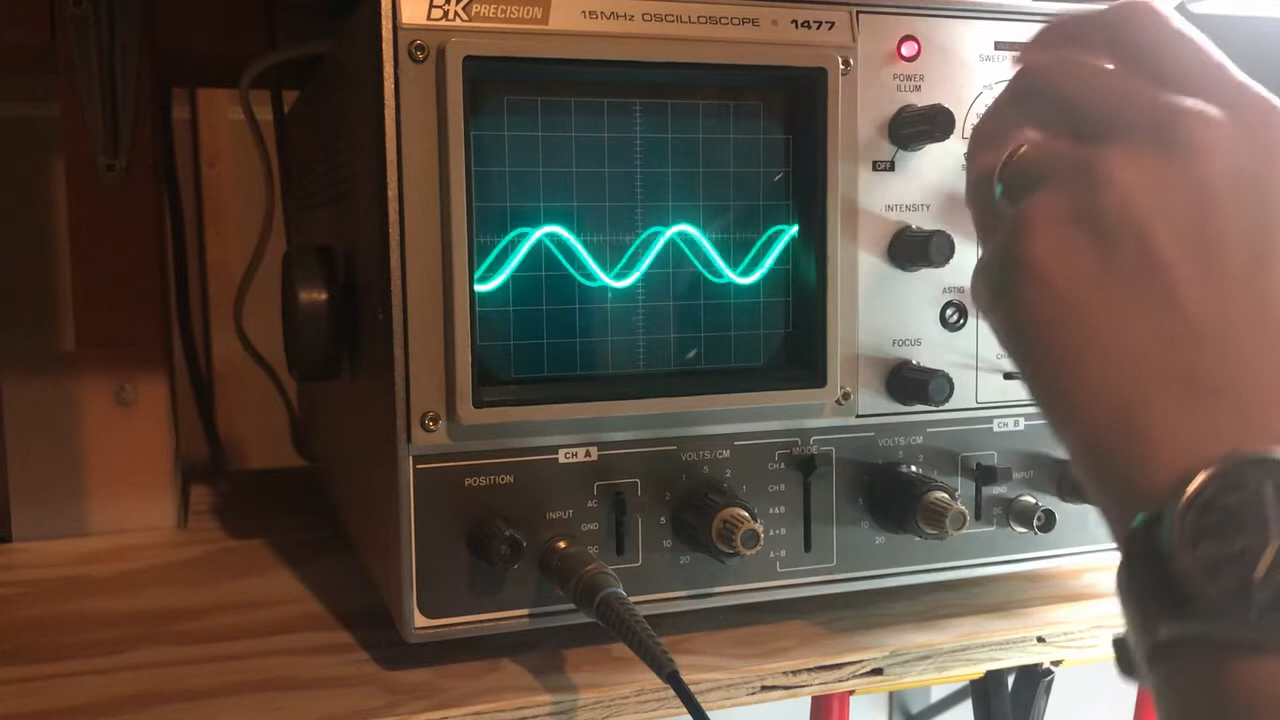 B+K PRECISION 15MHz OSCILLOSCOPE 1477
POWER
ILLUM
OFF
INTENSITY
ASTIG
FOCUS
SWEEP
mS
CH A
VOLTS/CM
MODE
VOLTS/CM
CH B
POSITION
INPUT
AC
GND
DC
.5
.2
.1
1
2
5
10
20
CH A
CH B
A&B
A+B
A-B
.5
.2
.1
10
20
INPUT
GND
DC